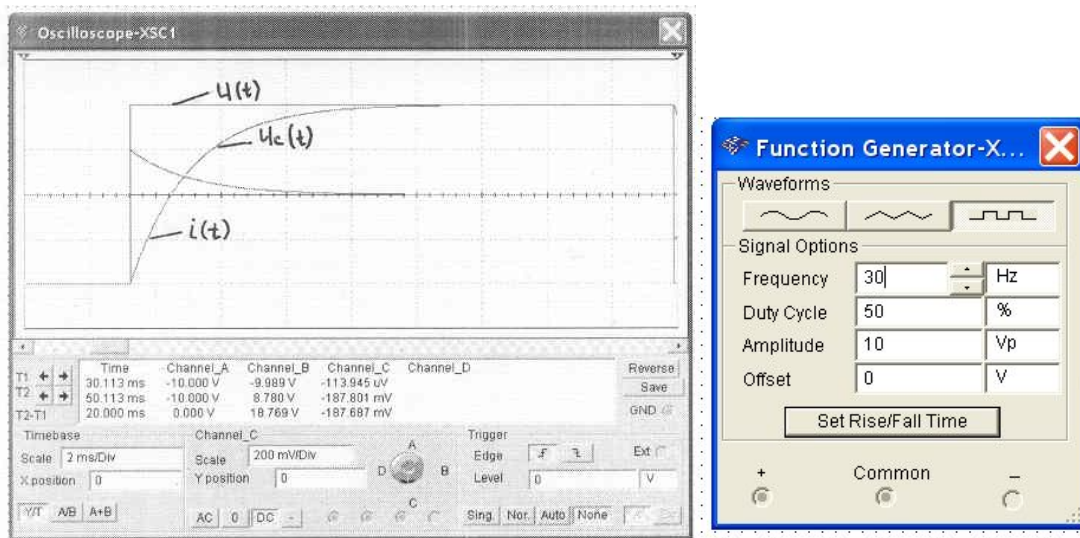 Oscilloscope-XSC1
u(t)
uc(t)
i(t)
Time Channel_A Channel_B Channel_C Channel_D
T1 30.113 ms -10.000 V -9.989 V -113.945 uV
T2 50.113 ms -10.000 V 8.780 V -187.801 mV
T2-T1 20.000 ms 0.000 V 18.769 V -187.687 mV
Reverse
Save
GND
Timebase
Scale 2 ms/Div
X position 0
Y/T A/B A+B
Channel_C
Scale 200 mV/Div
Y position 0
AC 0 DC -
A
D B
C
Trigger
Edge Ext
Level 0 V
Sing. Nor. Auto None
Function Generator-X...
Waveforms
Signal Options
Frequency 30 Hz
Duty Cycle 50 %
Amplitude 10 Vp
Offset 0 V
Set Rise/Fall Time
+ Common −